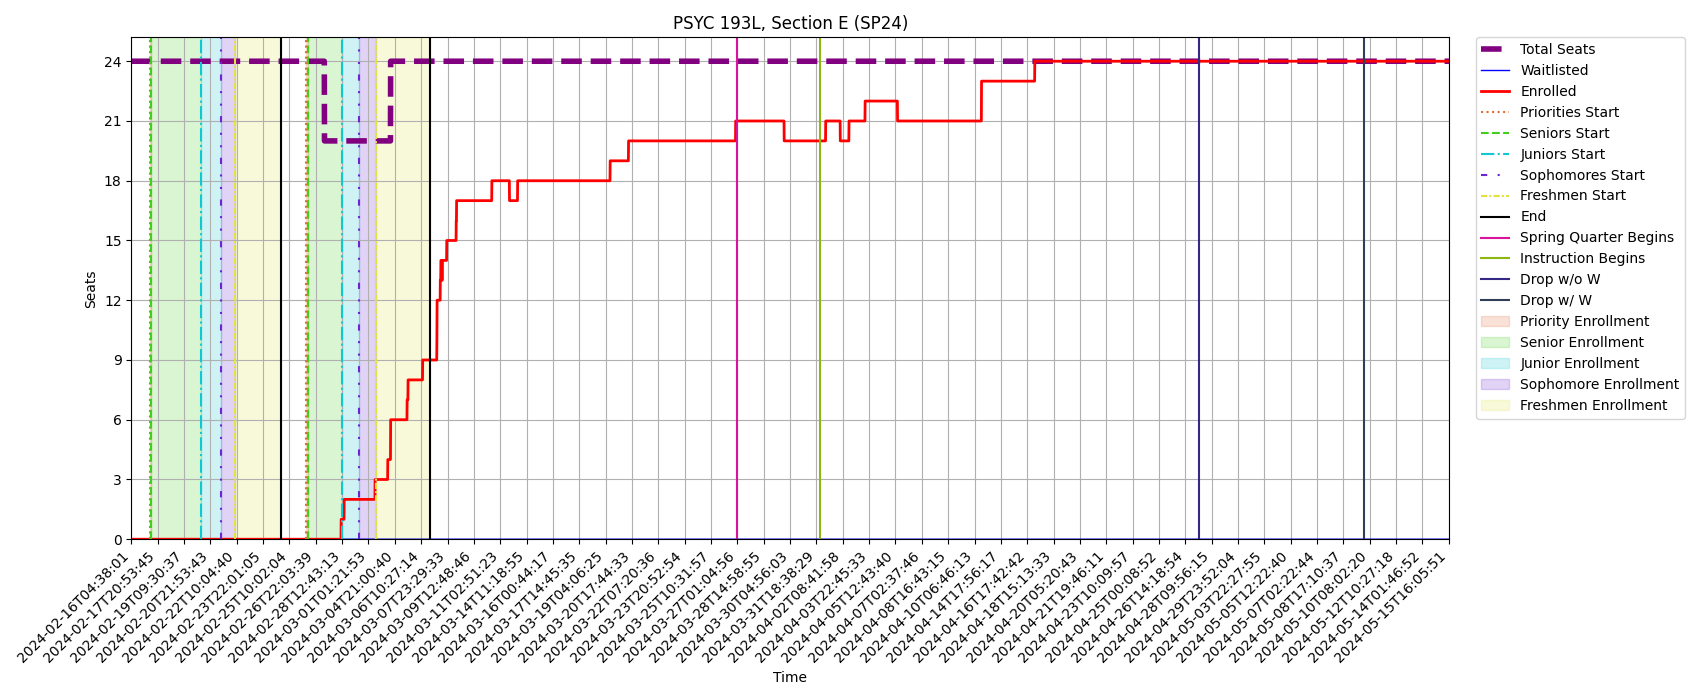 PSYC 193L, Section E (SP24)
Seats
24
21
18
15
12
9
6
3
0
2024-02-16T04:38:01
2024-02-17T20:53:45
2024-02-19T09:30:37
2024-02-20T21:53:43
2024-02-22T10:04:40
2024-02-23T22:01:05
2024-02-25T10:02:04
2024-02-26T22:03:39
2024-02-28T12:43:13
2024-03-01T01:21:53
2024-03-04T21:00:40
2024-03-06T10:27:14
2024-03-07T23:29:33
2024-03-09T12:48:46
2024-03-11T02:51:23
2024-03-14T11:18:55
2024-03-16T00:44:17
2024-03-17T14:45:35
2024-03-19T04:06:25
2024-03-20T17:44:33
2024-03-22T07:20:36
2024-03-23T20:52:54
2024-03-25T10:31:57
2024-03-27T01:04:56
2024-03-28T14:58:55
2024-03-30T04:56:03
2024-03-31T18:38:29
2024-04-02T08:41:58
2024-04-03T22:45:33
2024-04-05T12:43:40
2024-04-07T02:37:46
2024-04-08T16:43:15
2024-04-10T06:46:13
2024-04-14T17:56:17
2024-04-16T17:42:42
2024-04-18T15:13:33
2024-04-20T05:20:43
2024-04-21T19:46:11
2024-04-23T10:09:57
2024-04-25T00:08:52
2024-04-26T14:18:54
2024-04-28T09:56:15
2024-04-29T23:52:04
2024-05-03T22:27:55
2024-05-05T12:22:40
2024-05-07T02:22:44
2024-05-08T17:10:37
2024-05-10T08:02:20
2024-05-12T10:27:18
2024-05-14T01:46:52
2024-05-15T16:05:51
Time
Total Seats
Waitlisted
Enrolled
Priorities Start
Seniors Start
Juniors Start
Sophomores Start
Freshmen Start
End
Spring Quarter Begins
Instruction Begins
Drop w/o W
Drop w/ W
Priority Enrollment
Senior Enrollment
Junior Enrollment
Sophomore Enrollment
Freshmen Enrollment